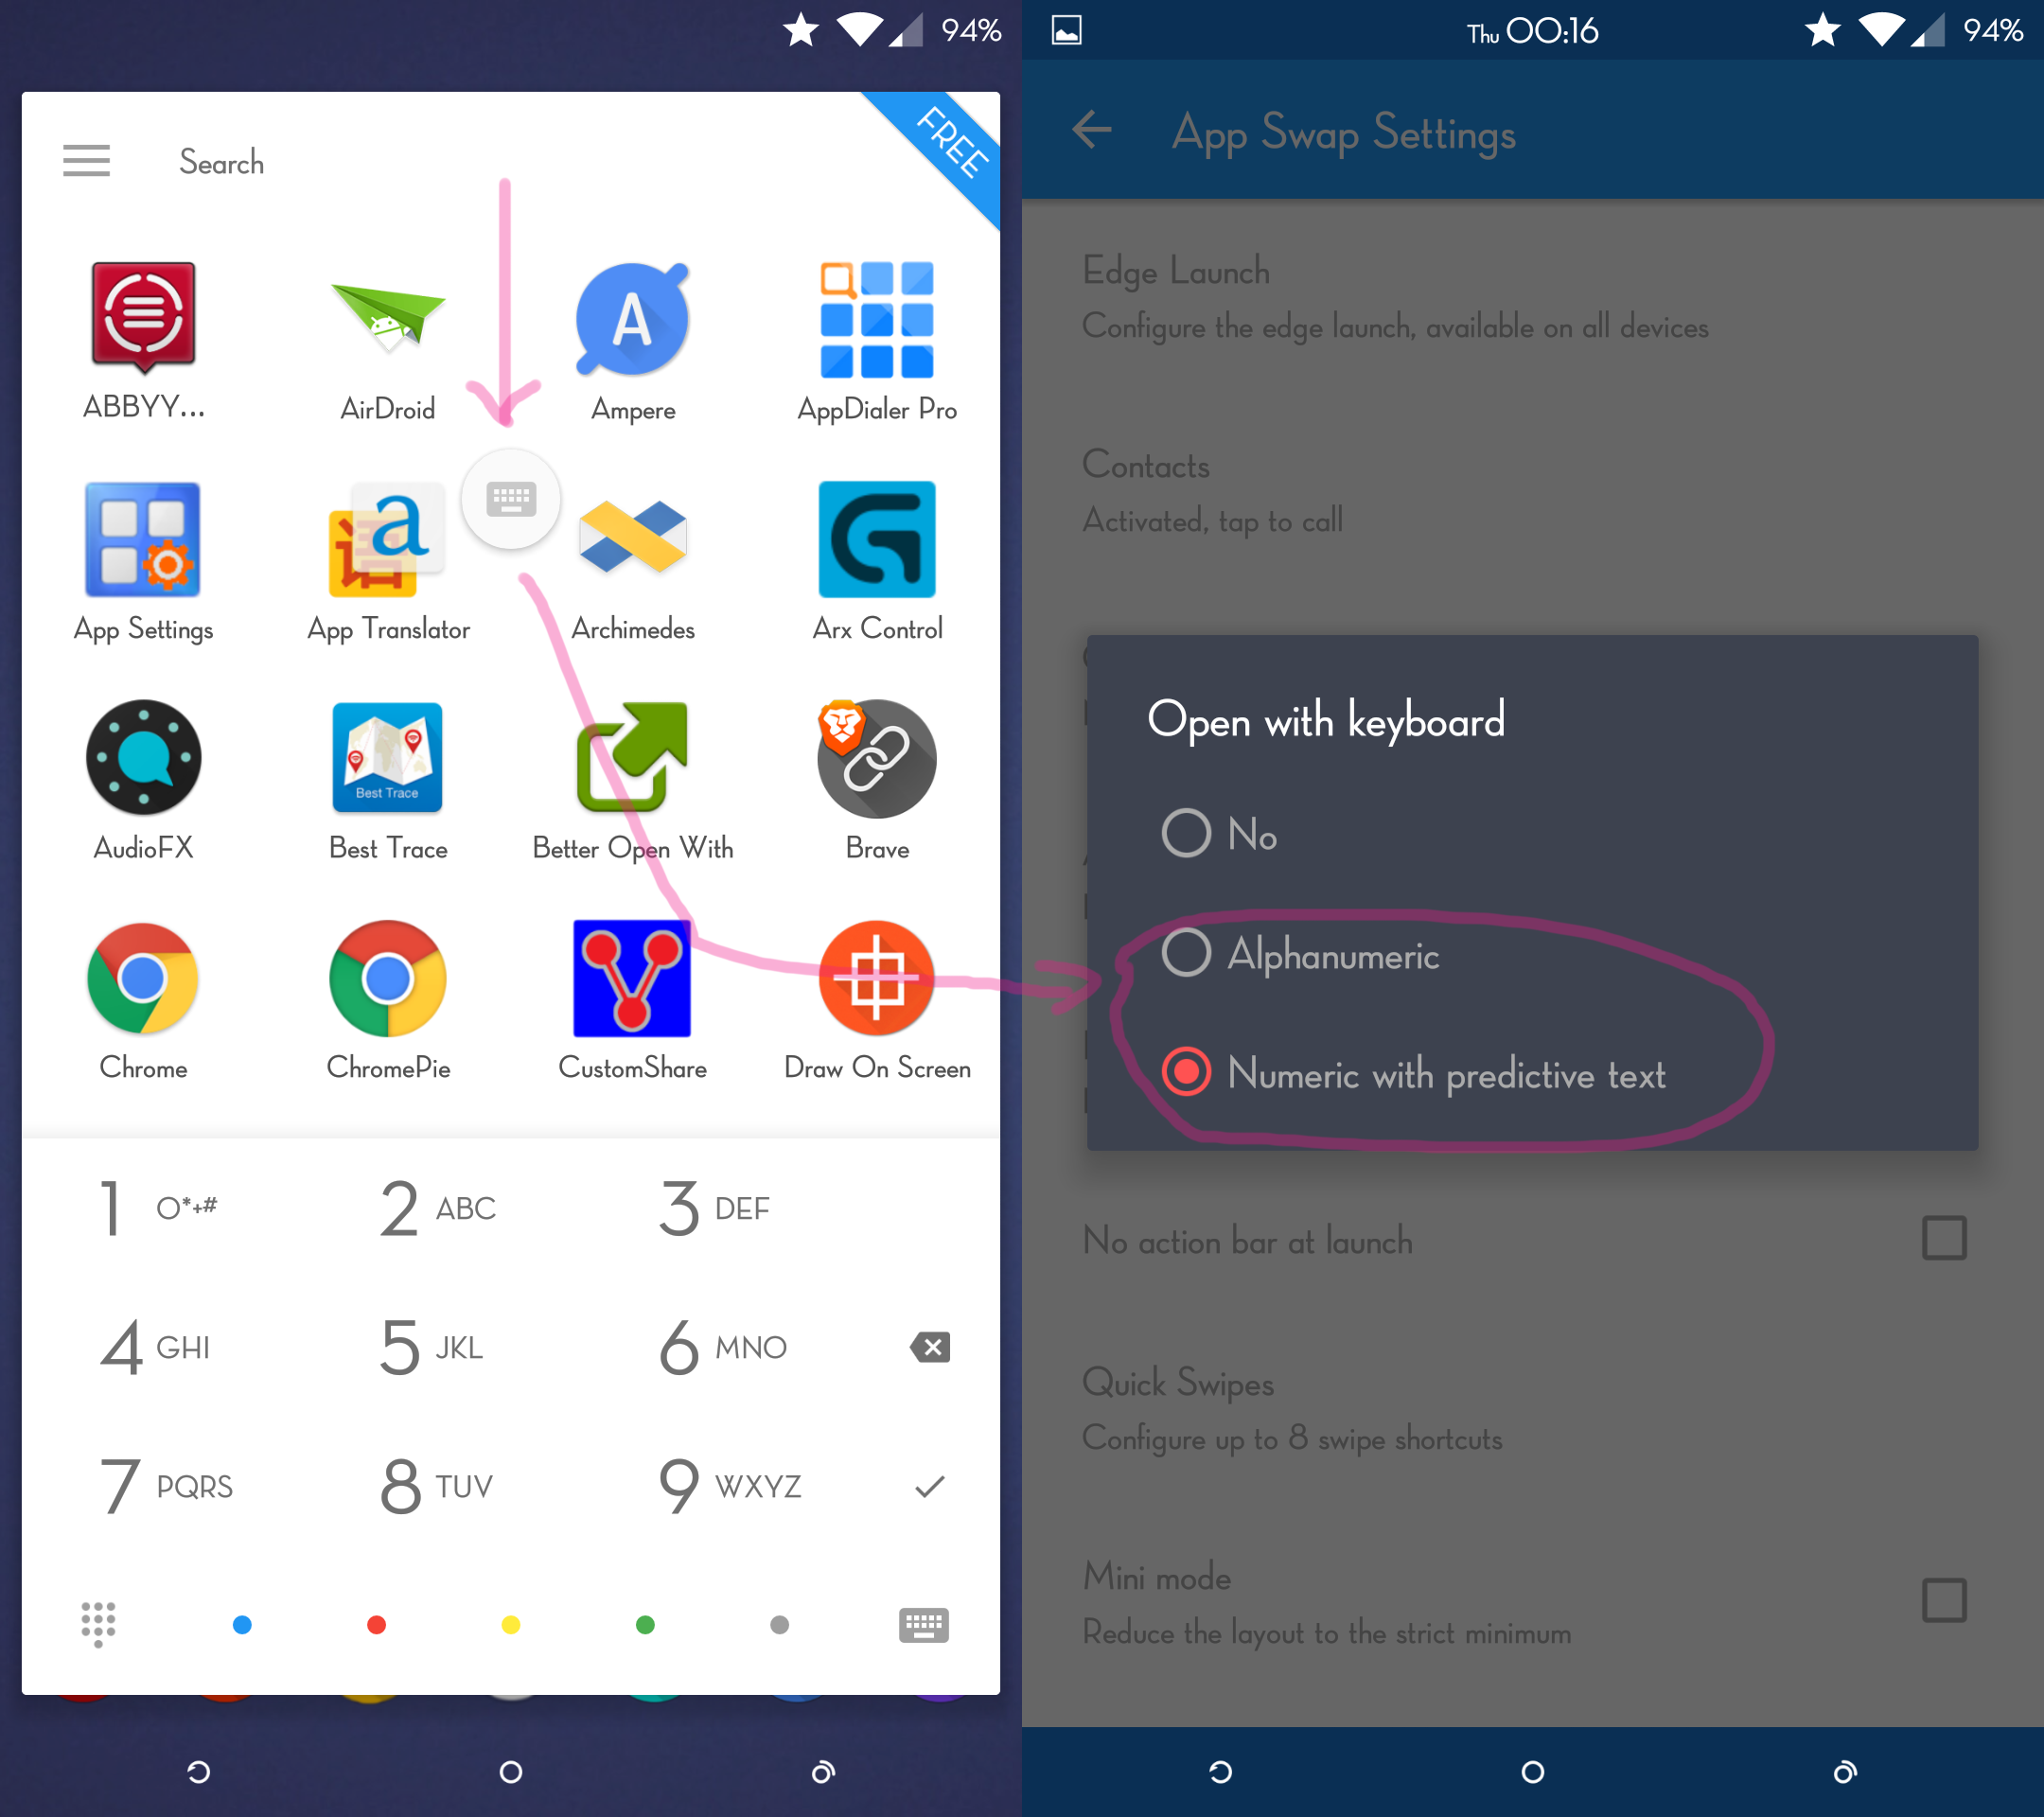 94%
Search
FREE
ABBYY...
AirDroid
Ampere
AppDialer Pro
App Settings
App Translator
Archimedes
Arx Control
AudioFX
Best Trace
Best Trace
Better Open With
Brave
Chrome
ChromePie
CustomShare
Draw On Screen
1 O*+#
2 ABC
3 DEF
4 GHI
5 JKL
6 MNO
7 PQRS
8 TUV
9 WXYZ
Thu 00:16
94%
App Swap Settings
Edge Launch
Configure the edge launch, available on all devices
Contacts
Activated, tap to call
Open with keyboard
No
Alphanumeric
Numeric with predictive text
No action bar at launch
Quick Swipes
Configure up to 8 swipe shortcuts
Mini mode
Reduce the layout to the strict minimum